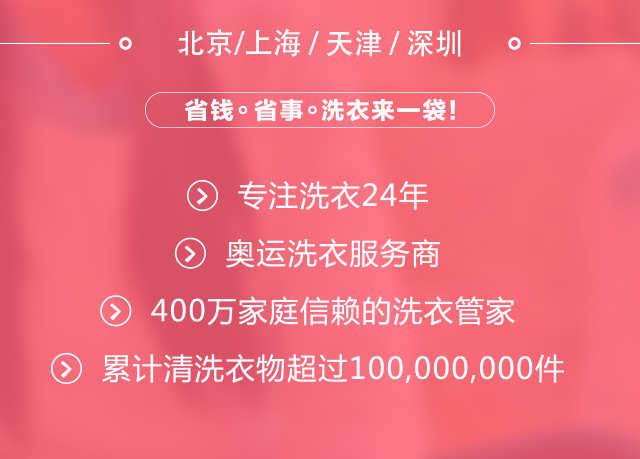 北京/上海/天津/深圳
省钱。省事。洗衣来一袋!
专注洗衣24年
奥运洗衣服务商
400万家庭信赖的洗衣管家
累计清洗衣物超过100,000,000件